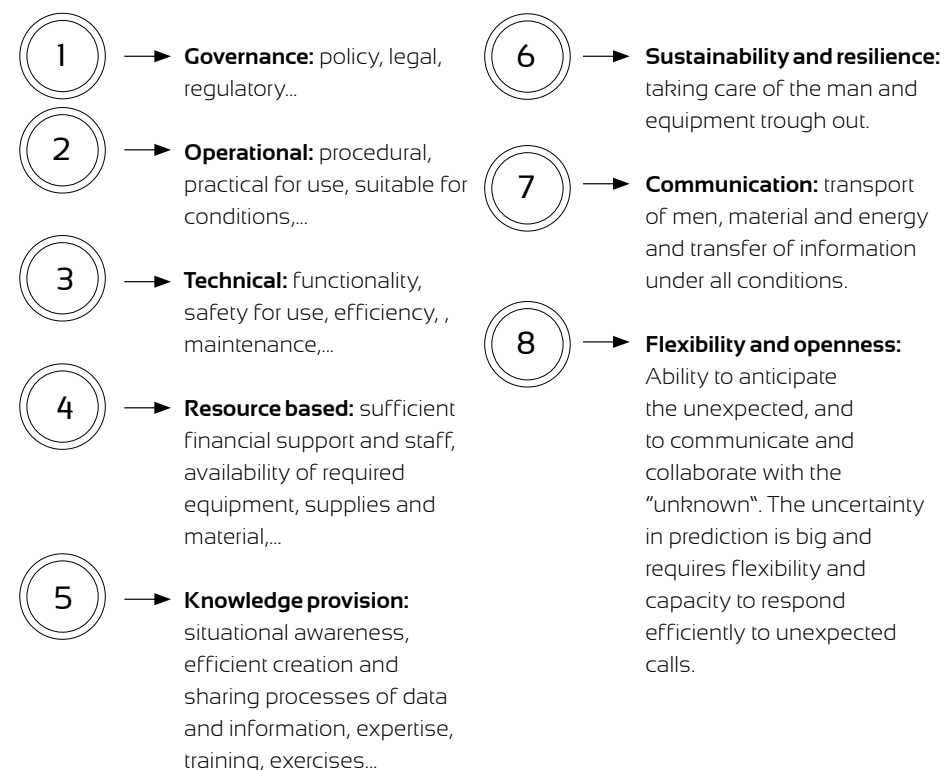 1
Governance: policy, legal,
regulatory...
2
Operational: procedural,
practical for use, suitable for
conditions,...
3
Technical: functionality,
safety for use, efficiency, ,
maintenance,...
4
Resource based: sufficient
financial support and staff,
availability of required
equipment, supplies and
material,...
5
Knowledge provision:
situational awareness,
efficient creation and
sharing processes of data
and information, expertise,
training, exercises...
6
Sustainability and resilience:
taking care of the man and
equipment trough out.
7
Communication: transport
of men, material and energy
and transfer of information
under all conditions.
8
Flexibility and openness:
Ability to anticipate
the unexpected, and
to communicate and
collaborate with the
“unknown“. The uncertainty
in prediction is big and
requires flexibility and
capacity to respond
efficiently to unexpected
calls.